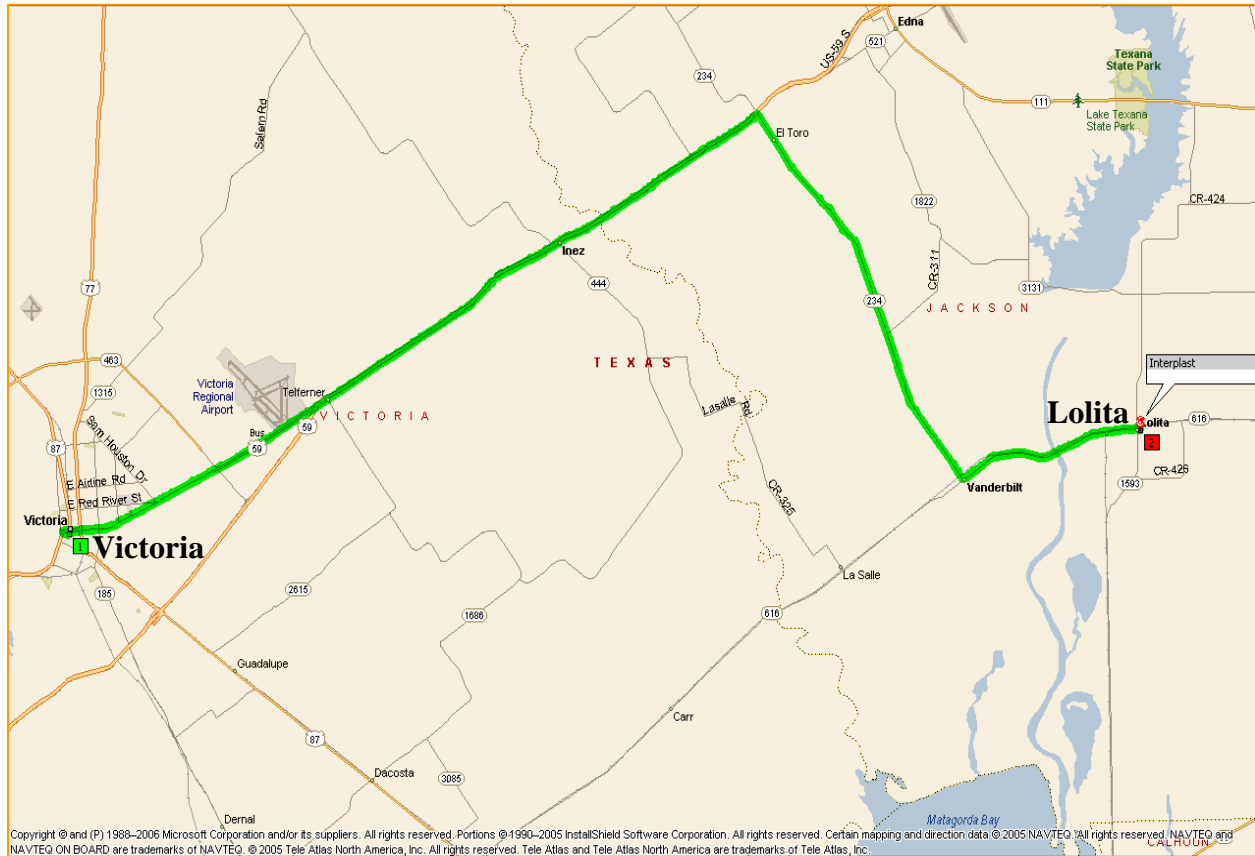 Edna
US-59 S
521
234
Texana
State Park
111
Lake Texana
State Park
El Toro
Salem Rd
CR-424
1822
Inez
CR-311
77
444
3131
234
JACKSON
463
TEXAS
Interplast
1315
Victoria
Regional
Airport
Telferner
VICTORIA
Lasalle Rd
Lolita
Lolita
616
Sam Houston Dr
Bus
59
59
87
2
E Airline Rd
CR-426
1593
E Red River St
Vanderbilt
CR-325
Victoria
1
Victoria
La Salle
185
2615
616
1686
Guadalupe
Carr
87
Dacosta
3085
Dernal
Matagorda Bay
CALHOUN
Copyright © and (P) 1988–2006 Microsoft Corporation and/or its suppliers. All rights reserved. Portions © 1990–2005 InstallShield Software Corporation. All rights reserved. Certain mapping and direction data © 2005 NAVTEQ. All rights reserved. NAVTEQ and
NAVTEQ ON BOARD are trademarks of NAVTEQ. © 2005 Tele Atlas North America, Inc. All rights reserved. Tele Atlas and Tele Atlas North America are trademarks of Tele Atlas, Inc.